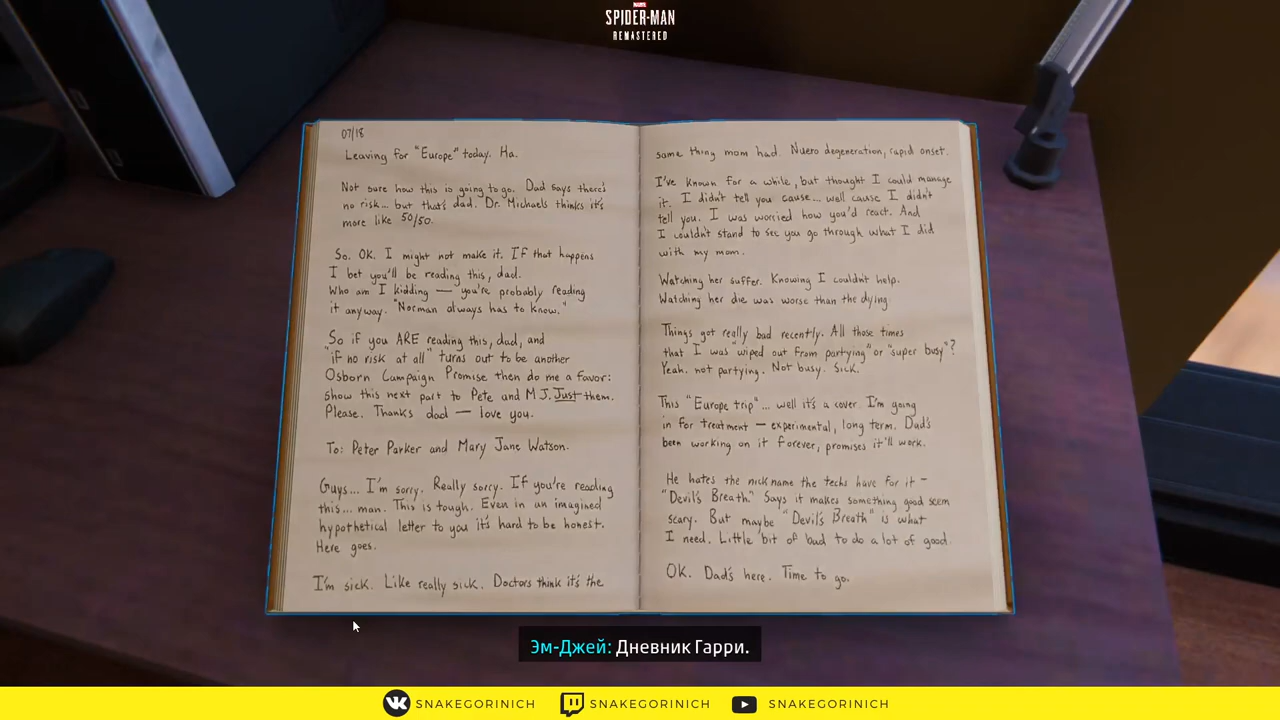 MARVEL
SPIDER-MAN
REMASTERED
07/18
Leaving for "Europe" today. Ha.
Not sure how this is going to go. Dad says there's
no risk... but that's dad. Dr. Michaels thinks it's
more like 50/50.
So. OK. I might not make it. If that happens
I bet you'll be reading this, dad.
Who am I kidding — you're probably reading
it anyway. "Norman always has to know."
So if you ARE reading this, dad, and
"if no risk at all" turns out to be another
Osborn Campaign Promise then do me a favor:
show this next part to Pete and MJ. Just them.
Please. Thanks dad — love you.
To: Peter Parker and Mary Jane Watson.
Guys... I'm sorry. Really sorry. If you're reading
this... man. This is tough. Even in an imagined
hypothetical letter to you it's hard to be honest.
Here goes.
I'm sick. Like really sick. Doctors think it's the
same thing mom had. Nuero degeneration, rapid onset.
I've known for a while, but thought I could manage
it. I didn't tell you cause... well cause I didn't
tell you. I was worried how you'd react. And
I couldn't stand to see you go through what I did
with my mom.
Watching her suffer. Knowing I couldn't help.
Watching her die was worse than the dying.
Things got really bad recently. All those times
that I was "wiped out from partying" or "super busy"?
Yeah. not partying. Not busy. Sick.
This "Europe trip"... well it's a cover. I'm going
in for treatment — experimental, long term. Dad's
been working on it forever, promises it'll work.
He hates the nickname the techs have for it -
"Devil's Breath." Says it makes something good seem
scary. But maybe "Devil's Breath" is what
I need. Little bit of bad to do a lot of good.
OK. Dad's here. Time to go.
Эм-Джей: Дневник Гарри.
SNAKEGORINICH SNAKEGORINICH SNAKEGORINICH